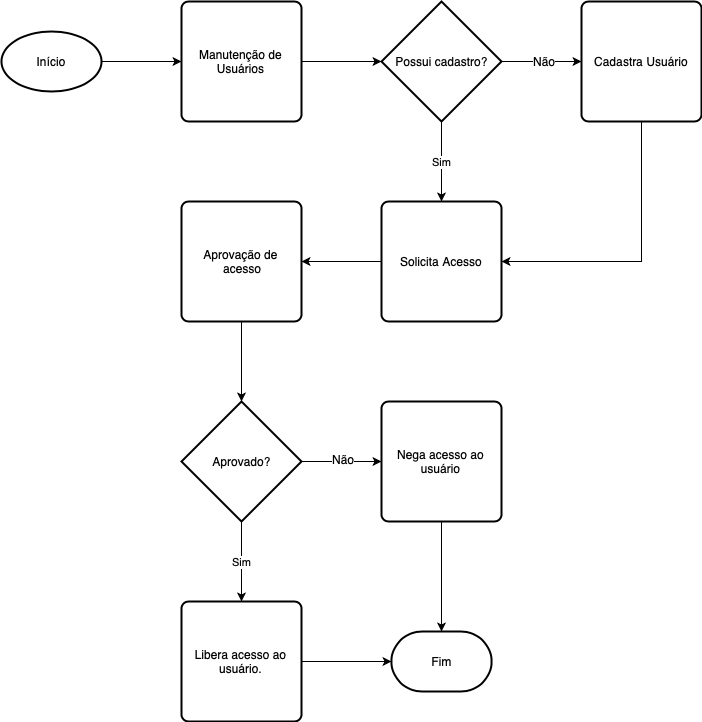 Início
Manutenção de
Usuários
Possui cadastro?
Não
Cadastra Usuário
Sim
Solicita Acesso
Aprovação de
acesso
Aprovado?
Não
Nega acesso ao
usuário
Sim
Libera acesso ao
usuário.
Fim